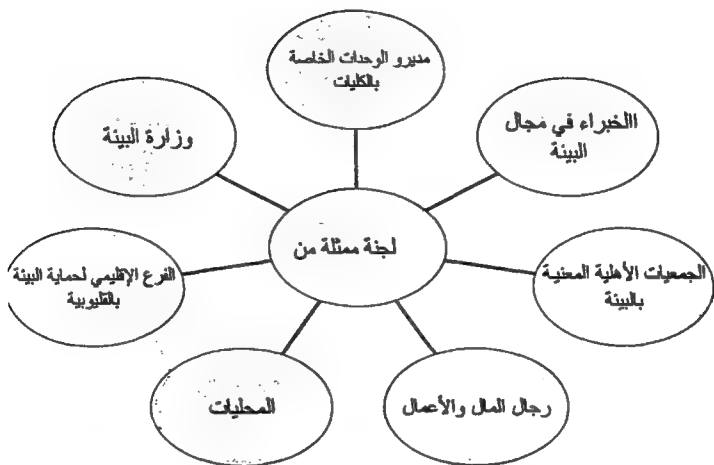 مديرو الوحدات الخاصة
بالكليات
االخبراء في مجال
البيئة
وزارة البيئة
لجنة ممثلة من
الجمعيات الأهلية المعنية
بالبيئة
الفرع الإقليمي لحماية البيئة
بالقليوبية
رجال المال والأعمال
المحليات